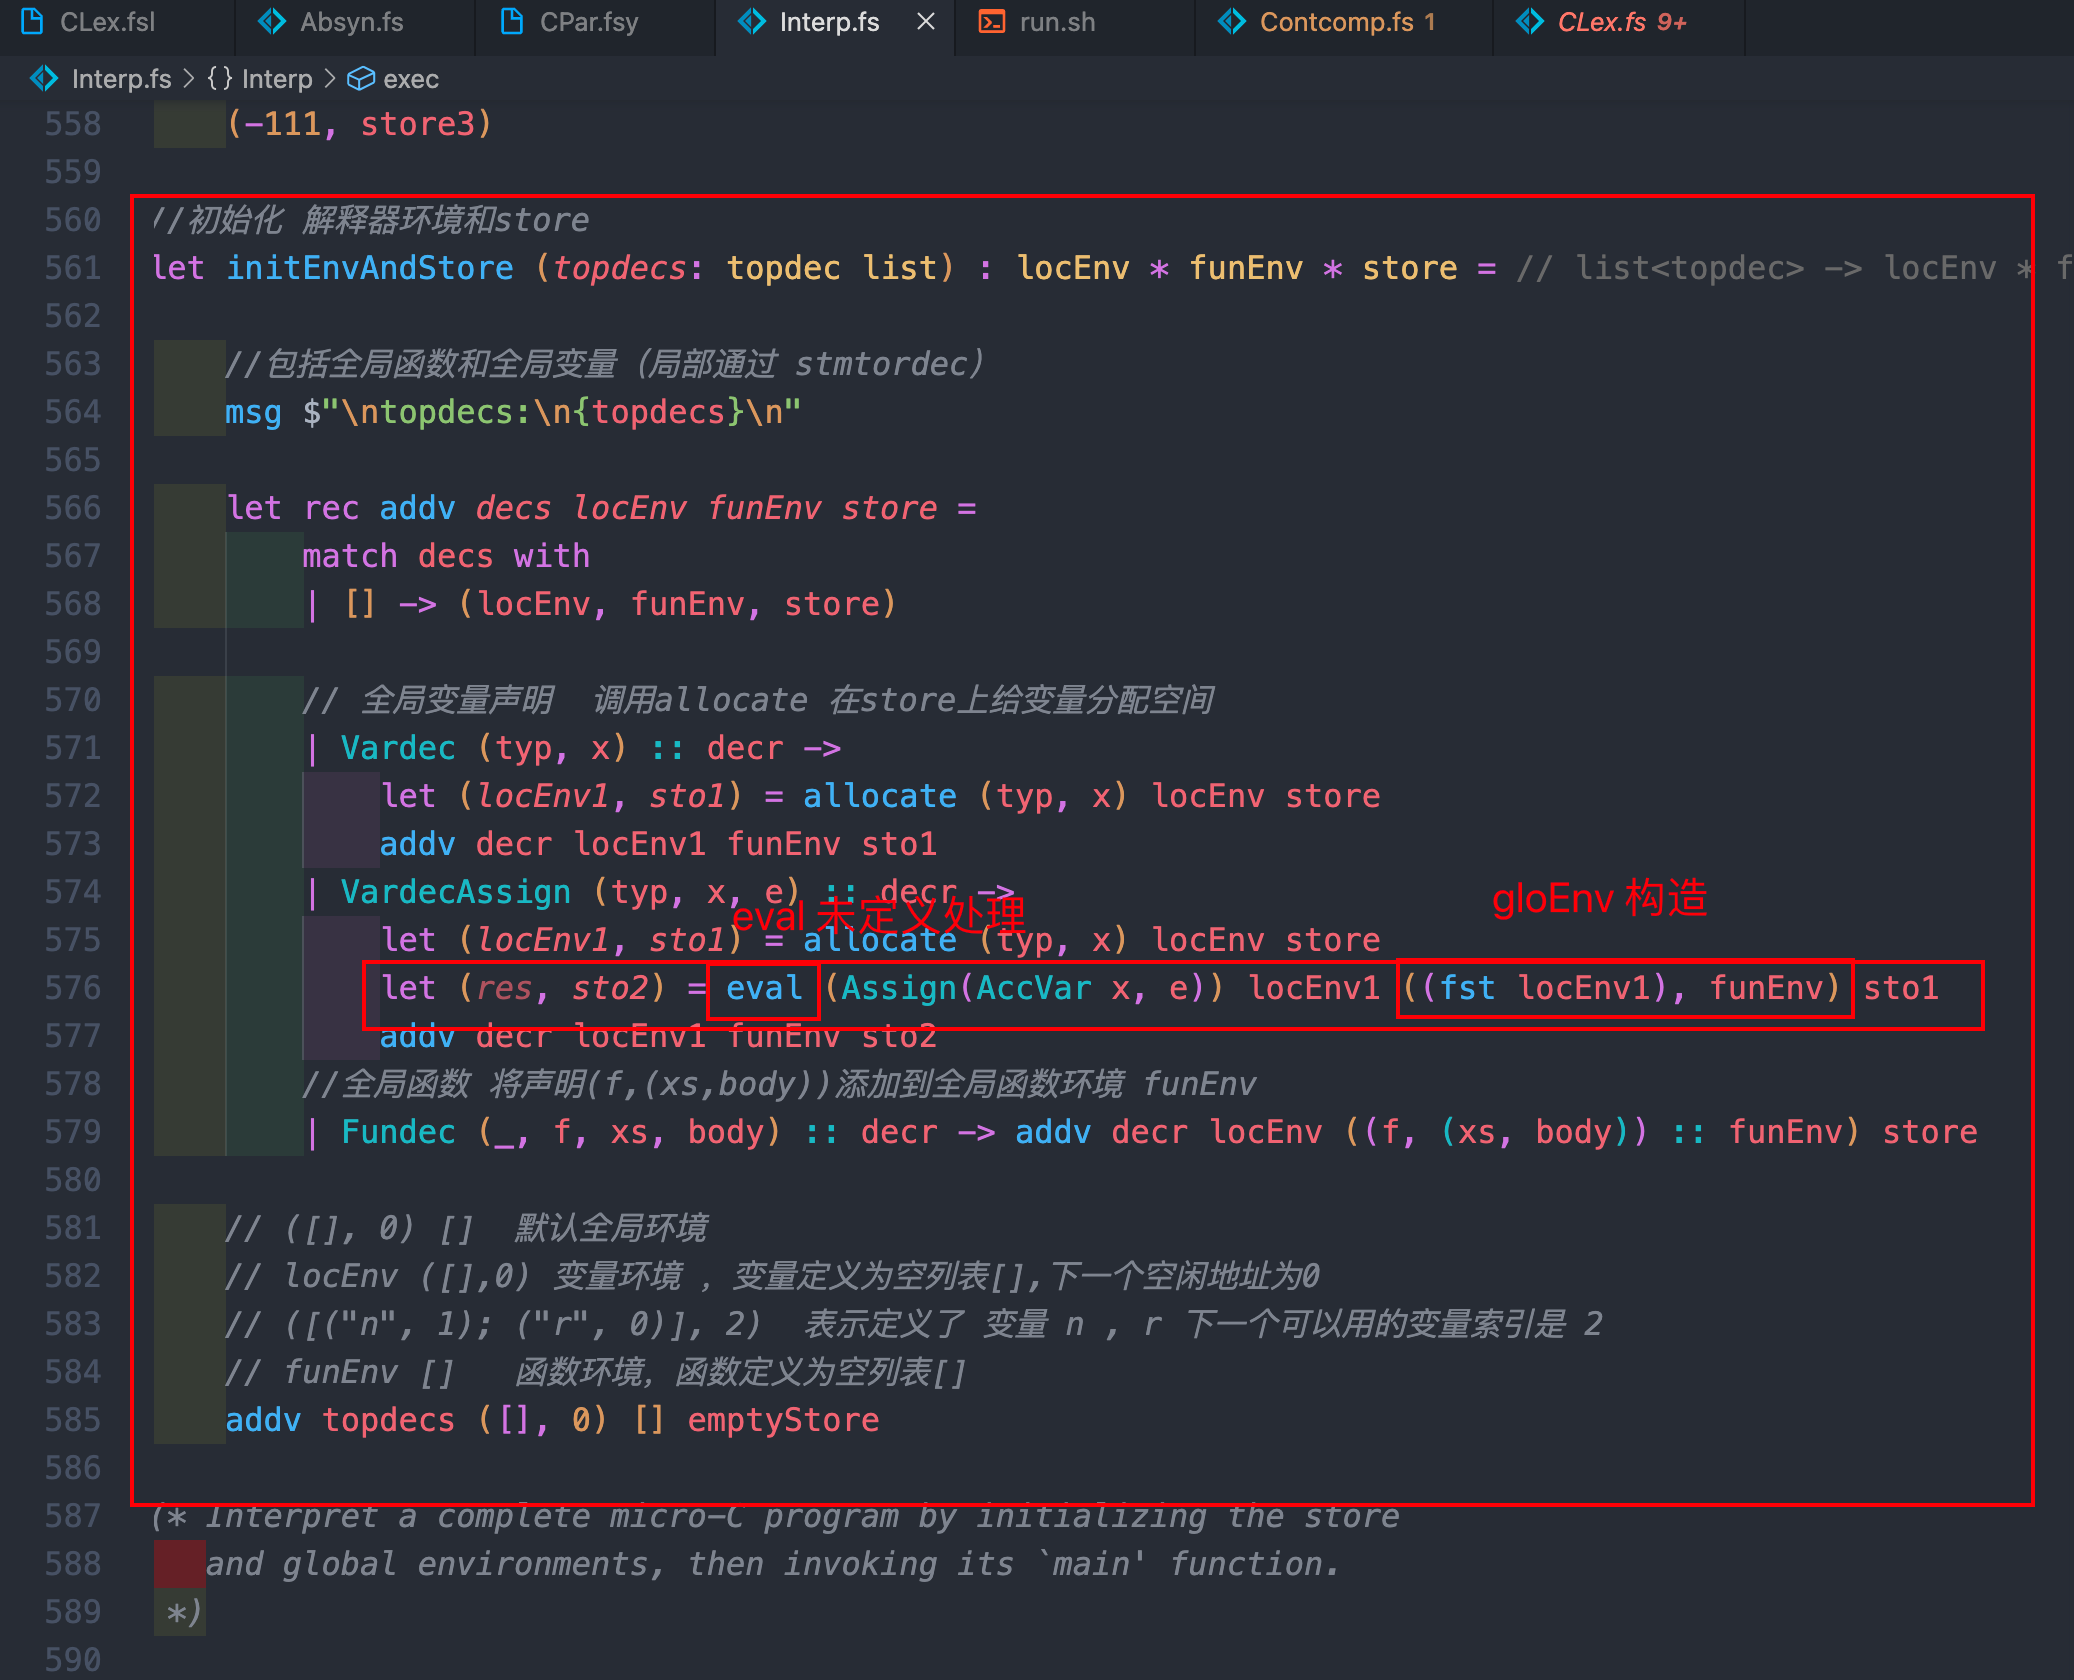 CLex.fsl Absyn.fs CPar.fsy Interp.fs run.sh Contcomp.fs 1 CLex.fs 9+
Interp.fs > {} Interp > exec
558 (-111, store3)
559
560 //初始化 解释器环境和store
561 let initEnvAndStore (topdecs: topdec list) : locEnv * funEnv * store = // list<topdec> -> locEnv * f
562
563 //包括全局函数和全局变量（局部通过 stmtordec）
564 msg $"\ntopdecs:\n{topdecs}\n"
565
566 let rec addv decs locEnv funEnv store =
567 match decs with
568 | [] -> (locEnv, funEnv, store)
569
570 // 全局变量声明  调用allocate 在store上给变量分配空间
571 | Vardec (typ, x) :: decr ->
572 let (locEnv1, sto1) = allocate (typ, x) locEnv store
573 addv decr locEnv1 funEnv sto1
574 | VardecAssign (typ, x, e) :: decr ->
eval 未定义处理
gloEnv 构造
575 let (locEnv1, sto1) = allocate (typ, x) locEnv store
576 let (res, sto2) = eval (Assign(AccVar x, e)) locEnv1 ((fst locEnv1), funEnv) sto1
577 addv decr locEnv1 funEnv sto2
578 //全局函数 将声明(f,(xs,body))添加到全局函数环境 funEnv
579 | Fundec (_, f, xs, body) :: decr -> addv decr locEnv ((f, (xs, body)) :: funEnv) store
580
581 // ([], 0) []  默认全局环境
582 // locEnv ([],0) 变量环境 ，变量定义为空列表[],下一个空闲地址为0
583 // ([("n", 1); ("r", 0)], 2)  表示定义了 变量 n , r 下一个可以用的变量索引是 2
584 // funEnv []   函数环境，函数定义为空列表[]
585 addv topdecs ([], 0) [] emptyStore
586
587 (* Interpret a complete micro-C program by initializing the store
588 and global environments, then invoking its `main' function.
589 *)
590